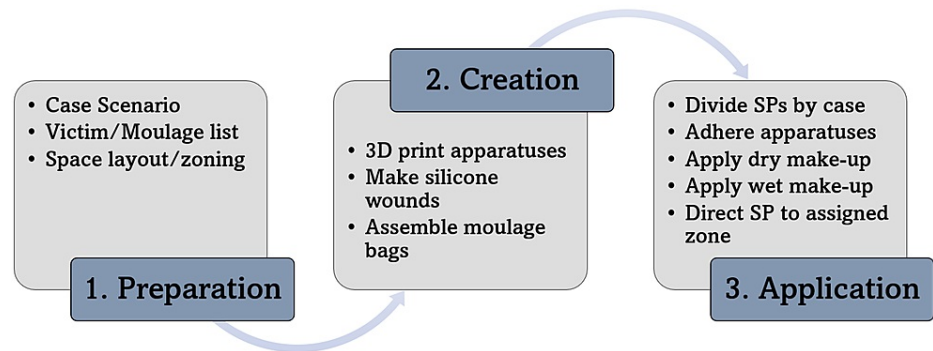 • Case Scenario
• Victim/Moulage list
• Space layout/zoning
1. Preparation
2. Creation
• 3D print apparatuses
• Make silicone
wounds
• Assemble moulage
bags
• Divide SPs by case
• Adhere apparatuses
• Apply dry make-up
• Apply wet make-up
• Direct SP to assigned
zone
3. Application